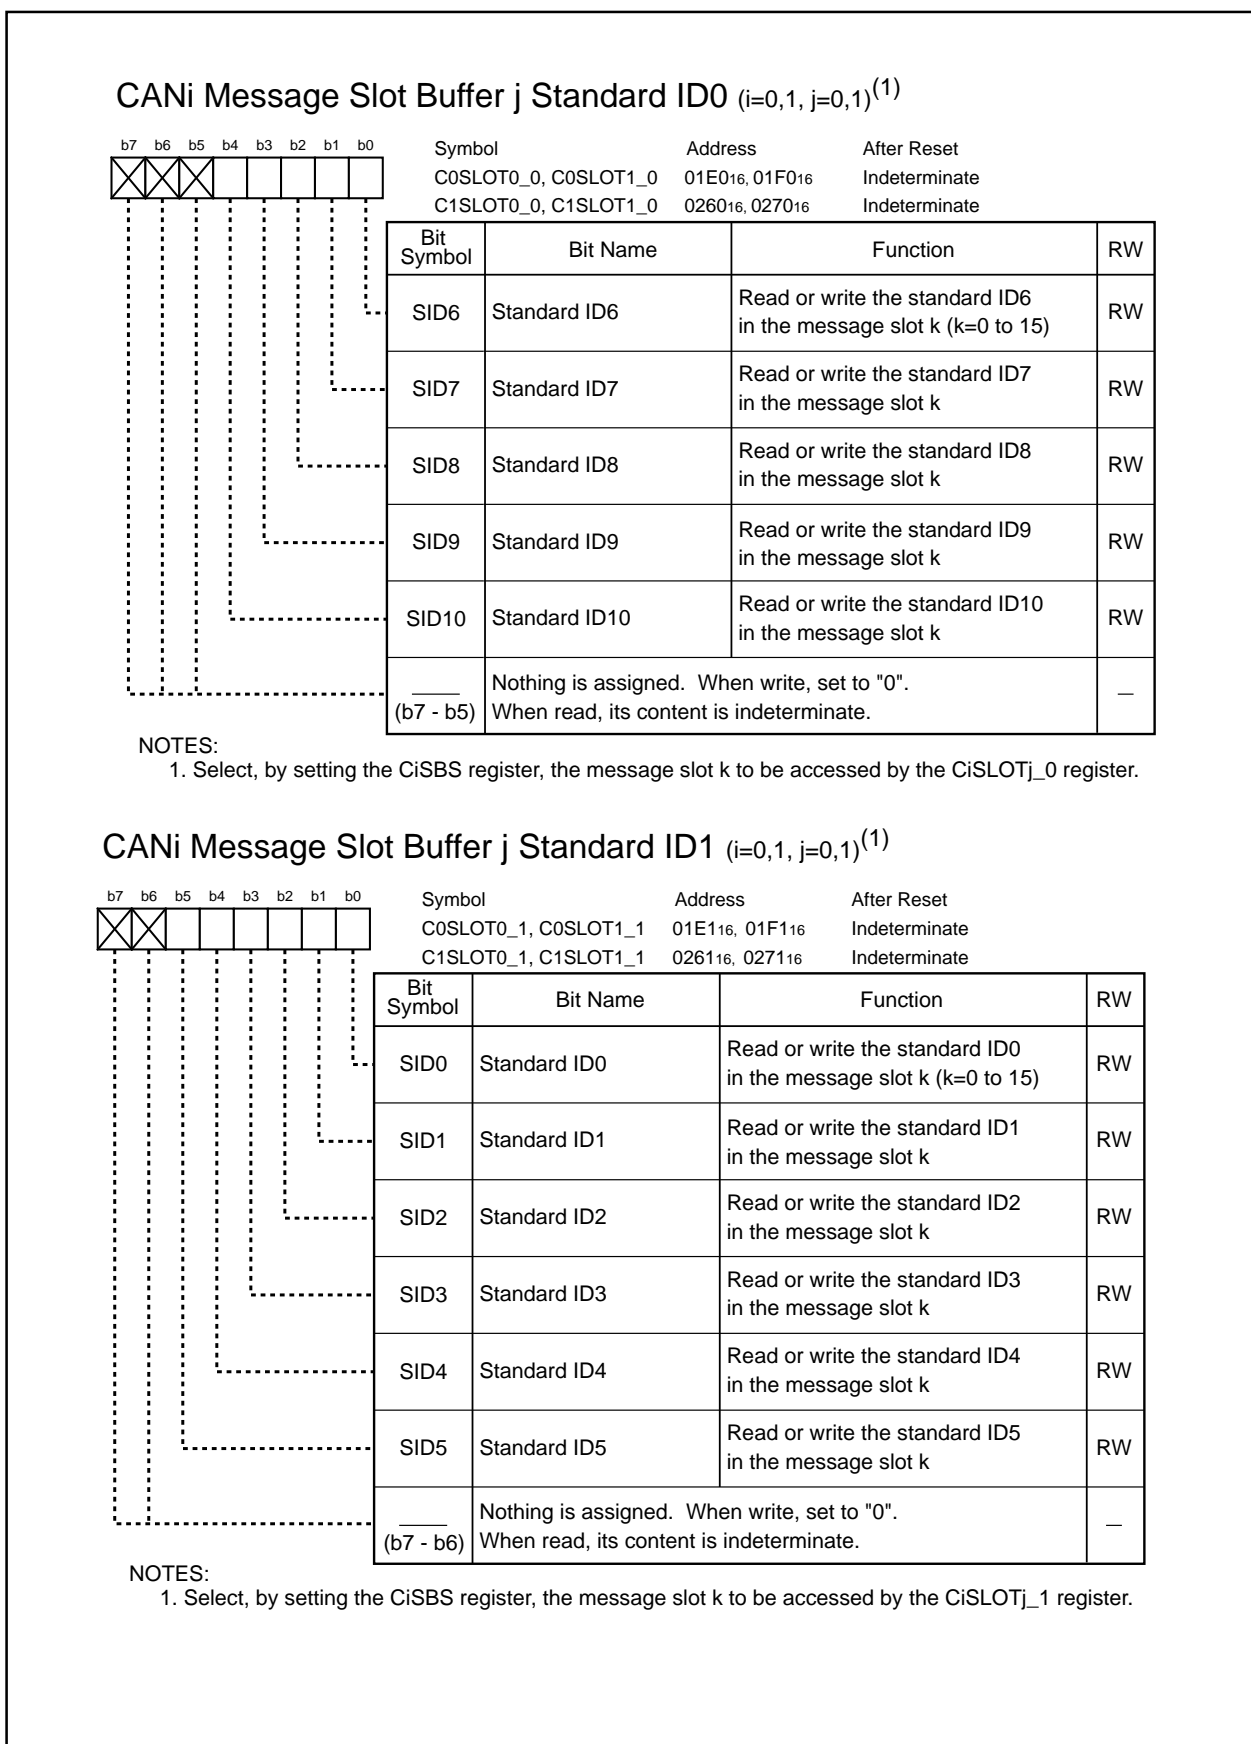 CANi Message Slot Buffer j Standard ID0 (i=0,1, j=0,1)(1)
b7 b6 b5 b4 b3 b2 b1 b0
Symbol Address After Reset
C0SLOT0_0, C0SLOT1_0 01E016, 01F016 Indeterminate
C1SLOT0_0, C1SLOT1_0 026016, 027016 Indeterminate
Bit
Symbol Bit Name Function RW
SID6 Standard ID6 Read or write the standard ID6
in the message slot k (k=0 to 15) RW
SID7 Standard ID7 Read or write the standard ID7
in the message slot k RW
SID8 Standard ID8 Read or write the standard ID8
in the message slot k RW
SID9 Standard ID9 Read or write the standard ID9
in the message slot k RW
SID10 Standard ID10 Read or write the standard ID10
in the message slot k RW
Nothing is assigned. When write, set to "0". —
(b7 - b5) When read, its content is indeterminate.
NOTES:
1. Select, by setting the CiSBS register, the message slot k to be accessed by the CiSLOTj_0 register.
CANi Message Slot Buffer j Standard ID1 (i=0,1, j=0,1)(1)
b7 b6 b5 b4 b3 b2 b1 b0
Symbol Address After Reset
C0SLOT0_1, C0SLOT1_1 01E116, 01F116 Indeterminate
C1SLOT0_1, C1SLOT1_1 026116, 027116 Indeterminate
Bit
Symbol Bit Name Function RW
SID0 Standard ID0 Read or write the standard ID0
in the message slot k (k=0 to 15) RW
SID1 Standard ID1 Read or write the standard ID1
in the message slot k RW
SID2 Standard ID2 Read or write the standard ID2
in the message slot k RW
SID3 Standard ID3 Read or write the standard ID3
in the message slot k RW
SID4 Standard ID4 Read or write the standard ID4
in the message slot k RW
SID5 Standard ID5 Read or write the standard ID5
in the message slot k RW
Nothing is assigned. When write, set to "0". —
(b7 - b6) When read, its content is indeterminate.
NOTES:
1. Select, by setting the CiSBS register, the message slot k to be accessed by the CiSLOTj_1 register.